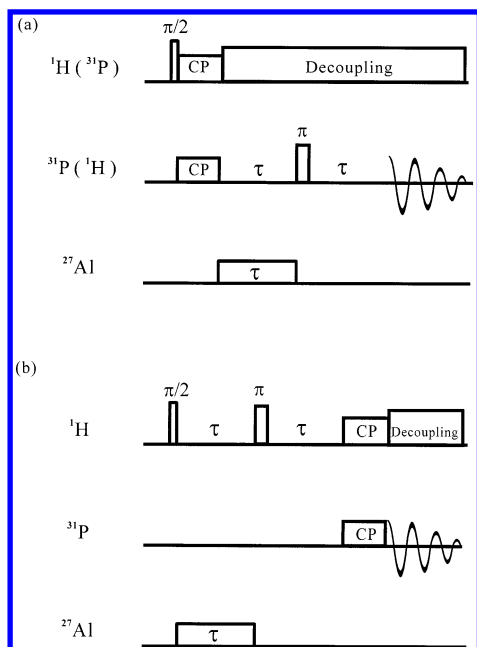 (a)
π/2
¹H ( ³¹P ) CP Decoupling
π
³¹P ( ¹H ) CP τ τ
²⁷Al τ
(b)
π/2 π
¹H τ τ CP Decoupling
³¹P CP
²⁷Al τ